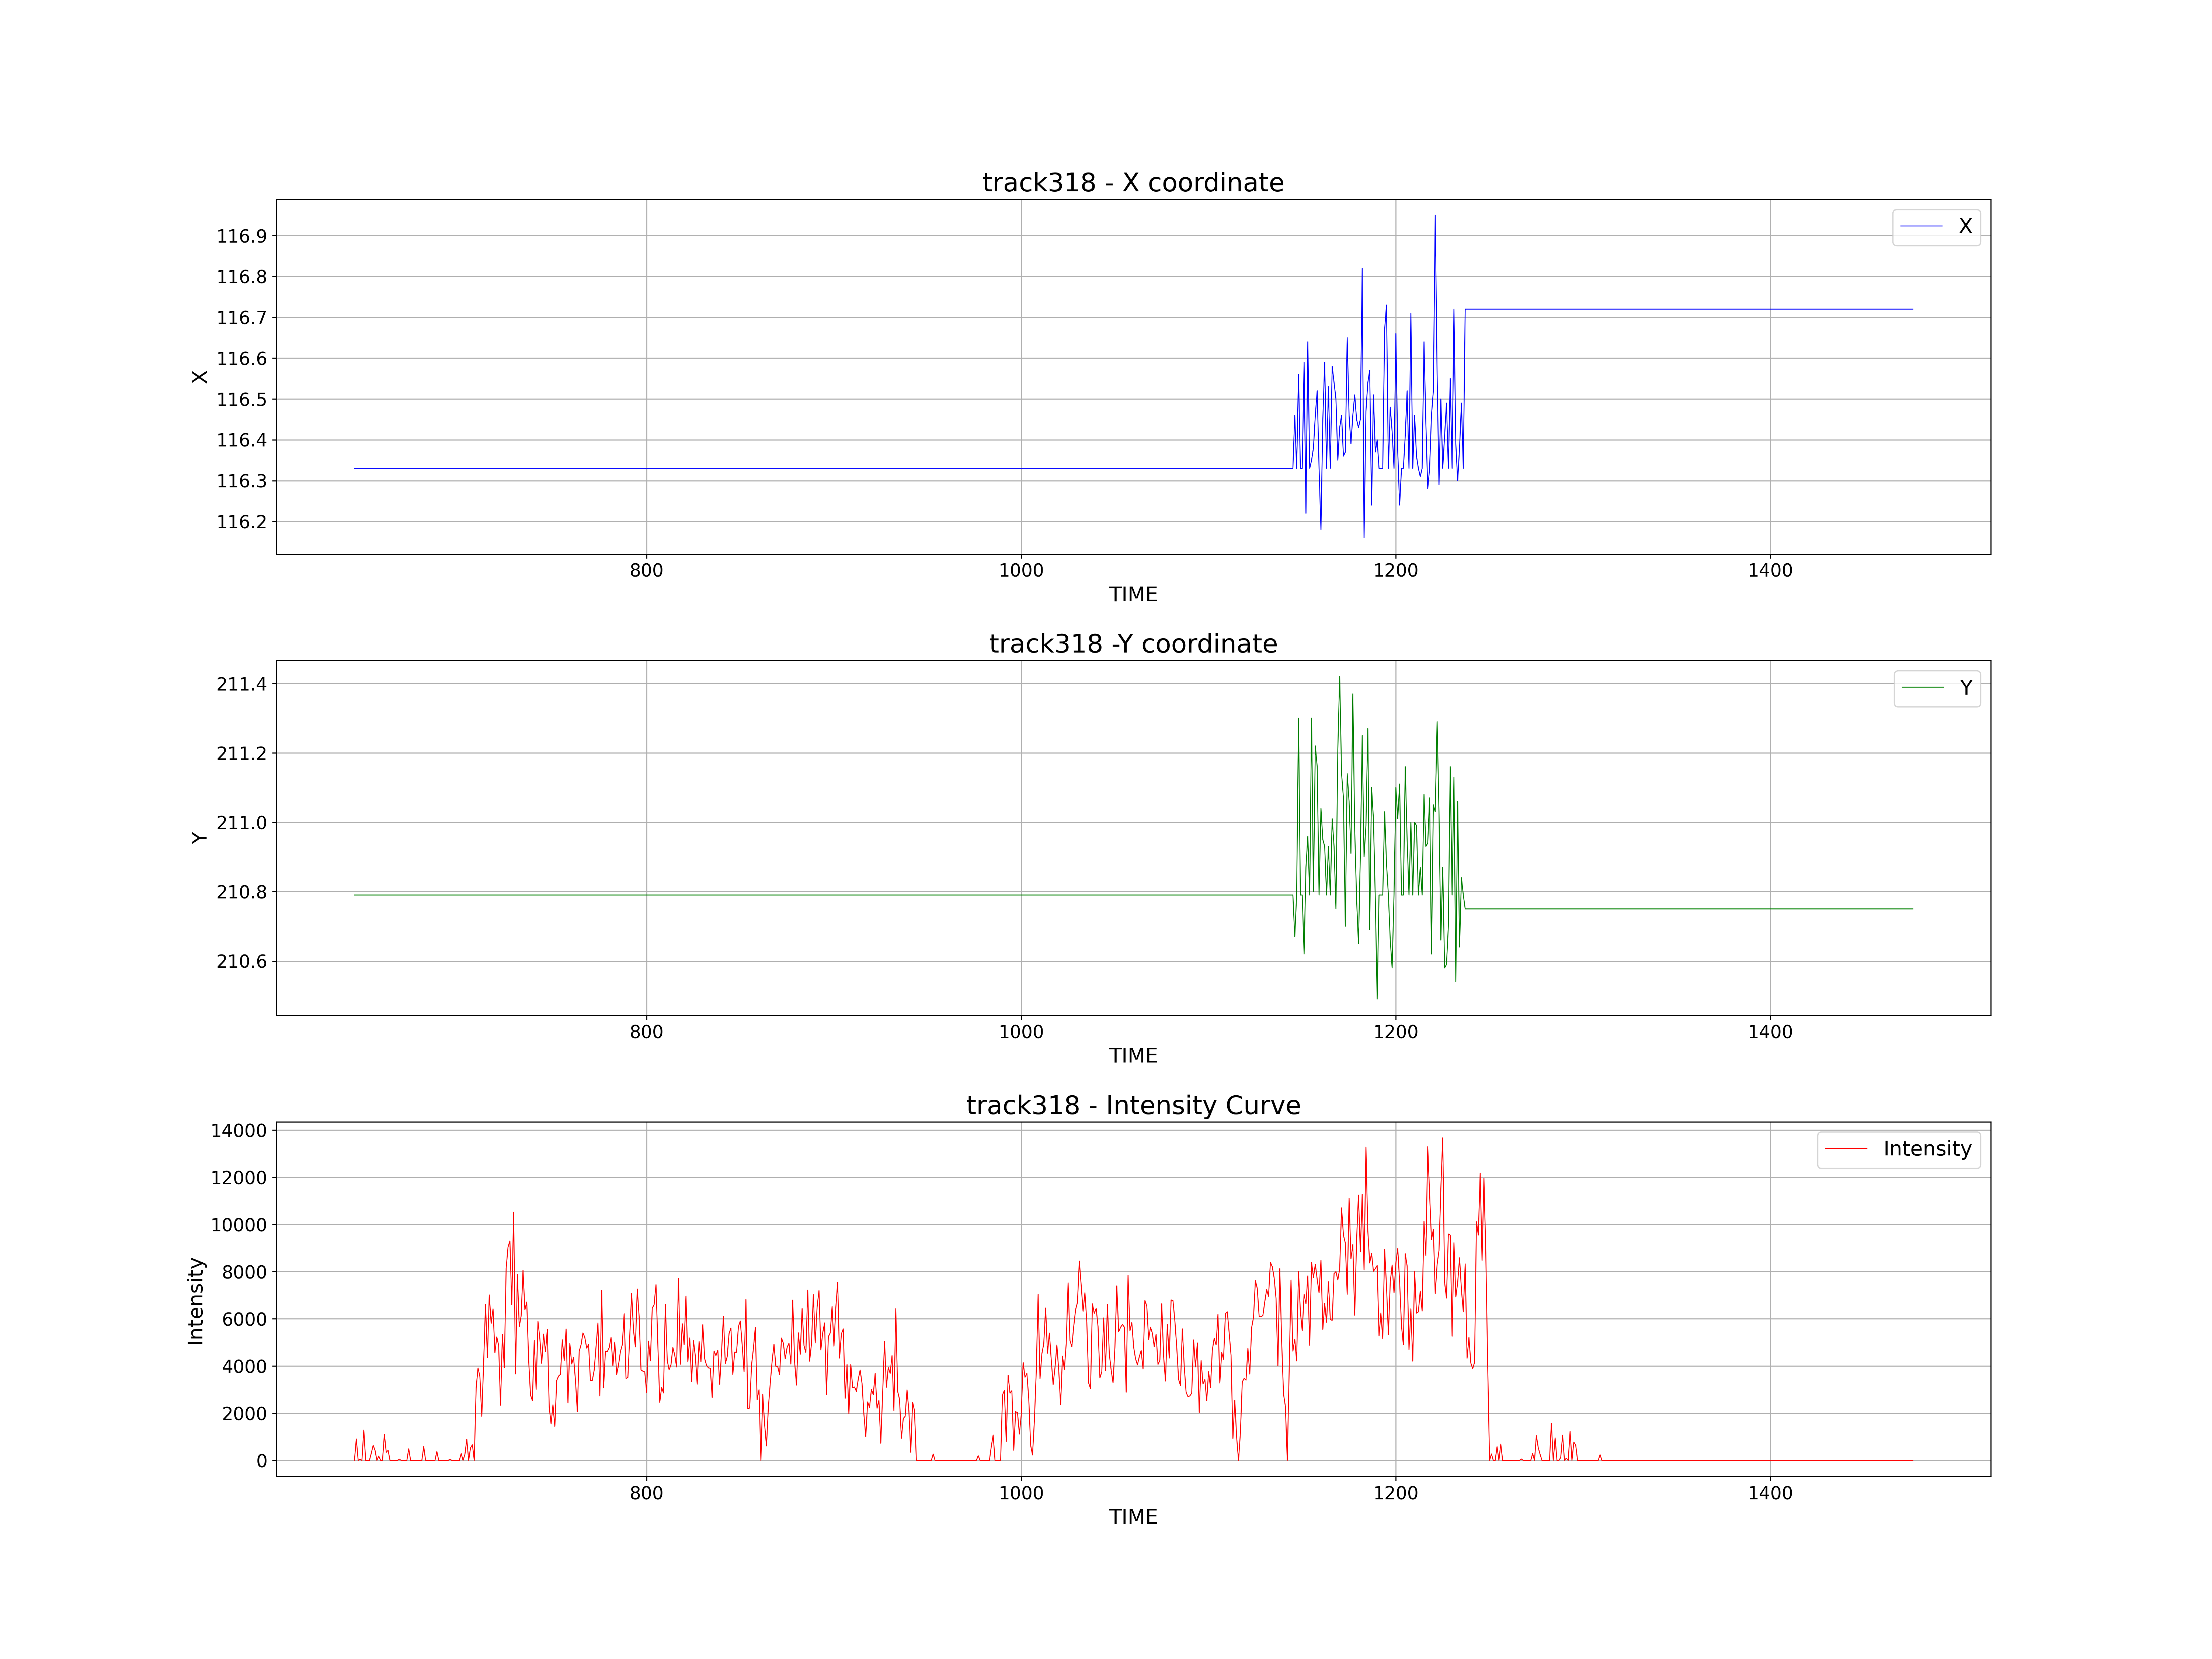 track318 - X coordinate
X
116.9
116.8
116.7
116.6
116.5
116.4
116.3
116.2
X
800 1000 1200 1400
TIME
track318 -Y coordinate
Y
211.4
211.2
211.0
210.8
210.6
Y
800 1000 1200 1400
TIME
track318 - Intensity Curve
Intensity
14000
12000
10000
8000
6000
4000
2000
0
Intensity
800 1000 1200 1400
TIME